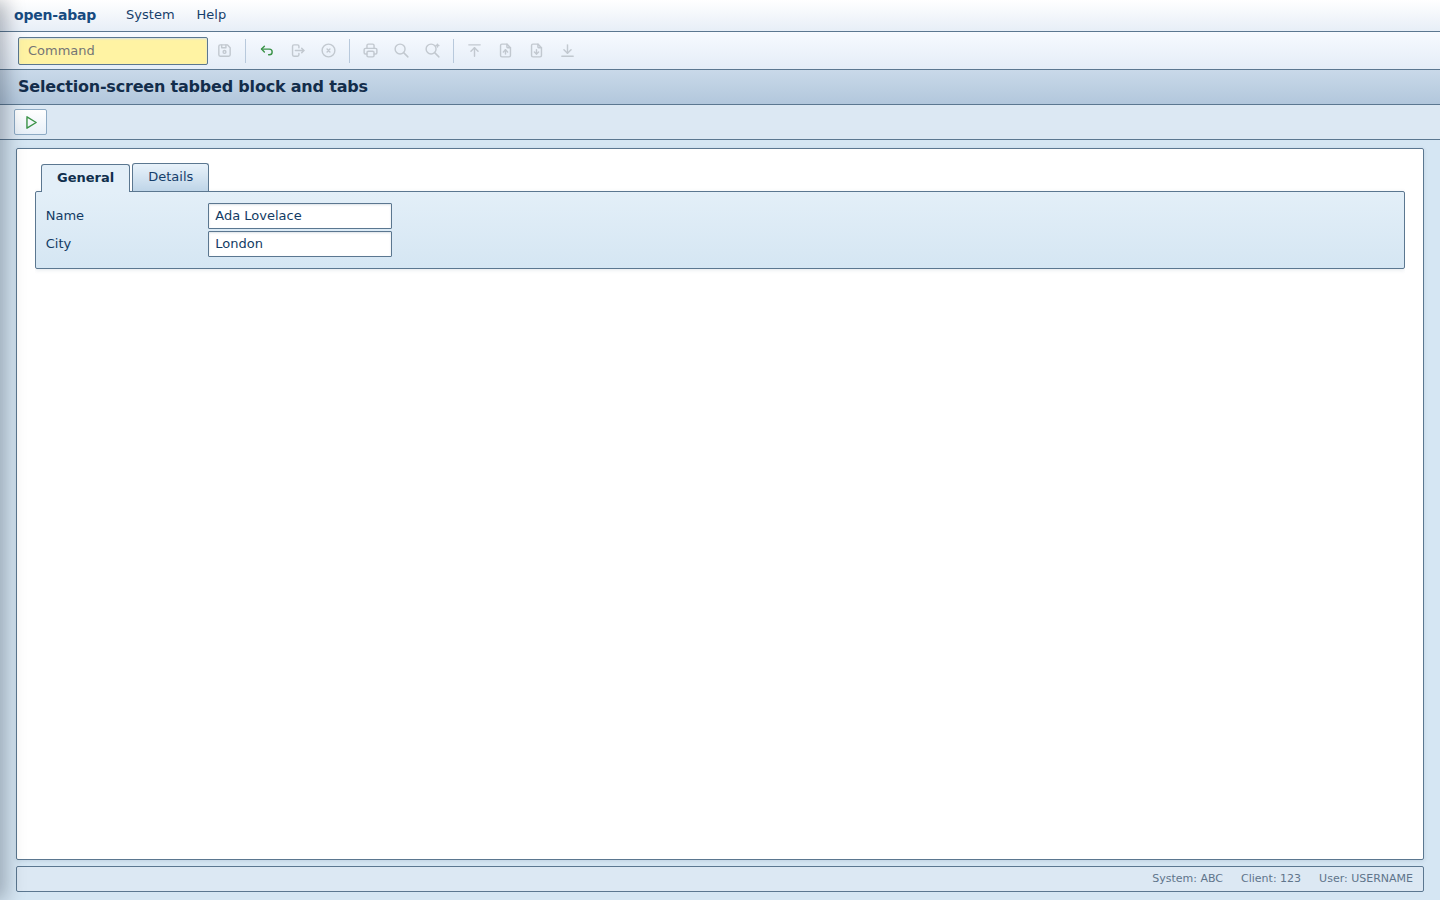 open-abap System Help
Command
Selection-screen tabbed block and tabs
General Details
Name Ada Lovelace
City London
System: ABC Client: 123 User: USERNAME